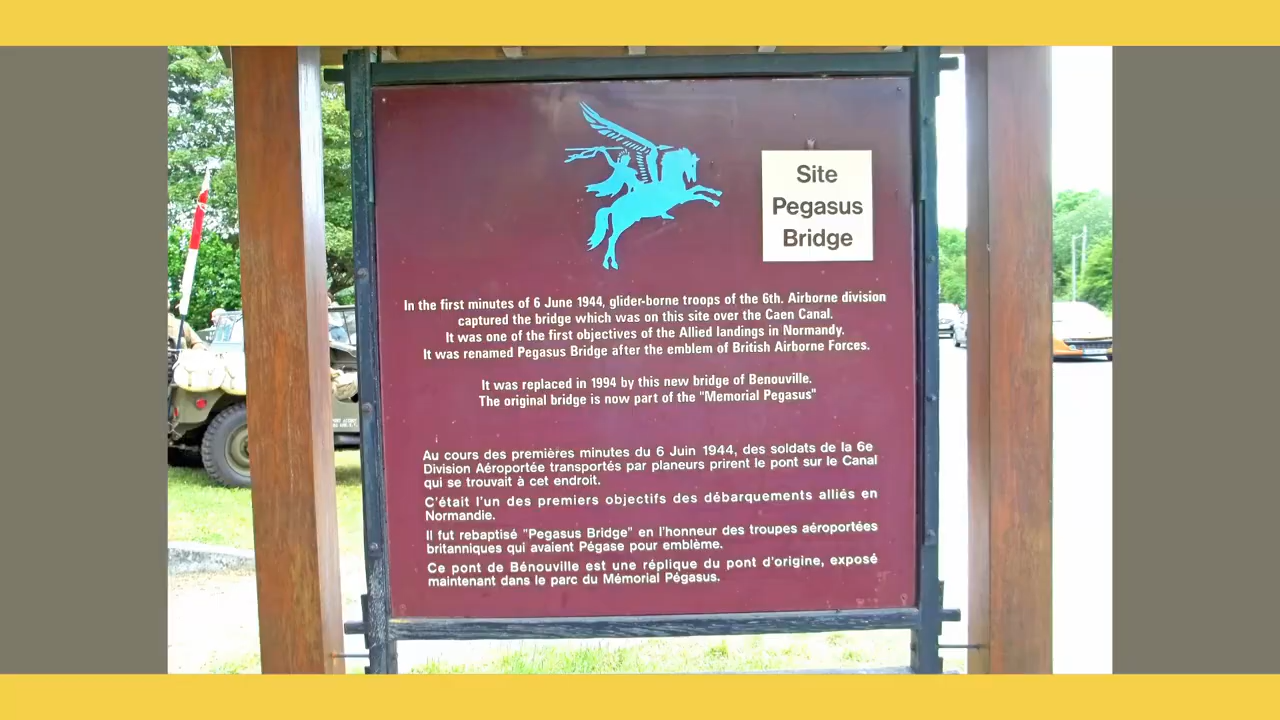 Site
Pegasus
Bridge
In the first minutes of 6 June 1944, glider-borne troops of the 6th. Airborne division
captured the bridge which was on this site over the Caen Canal.
It was one of the first objectives of the Allied landings in Normandy.
It was renamed Pegasus Bridge after the emblem of British Airborne Forces.
It was replaced in 1994 by this new bridge of Benouville.
The original bridge is now part of the "Memorial Pegasus"
Au cours des premières minutes du 6 Juin 1944, des soldats de la 6e
Division Aéroportée transportés par planeurs prirent le pont sur le Canal
qui se trouvait à cet endroit.
C'était l'un des premiers objectifs des débarquements alliés en
Normandie.
Il fut rebaptisé "Pegasus Bridge" en l'honneur des troupes aéroportées
britanniques qui avaient Pégase pour emblème.
Ce pont de Bénouville est une réplique du pont d'origine, exposé
maintenant dans le parc du Mémorial Pégasus.